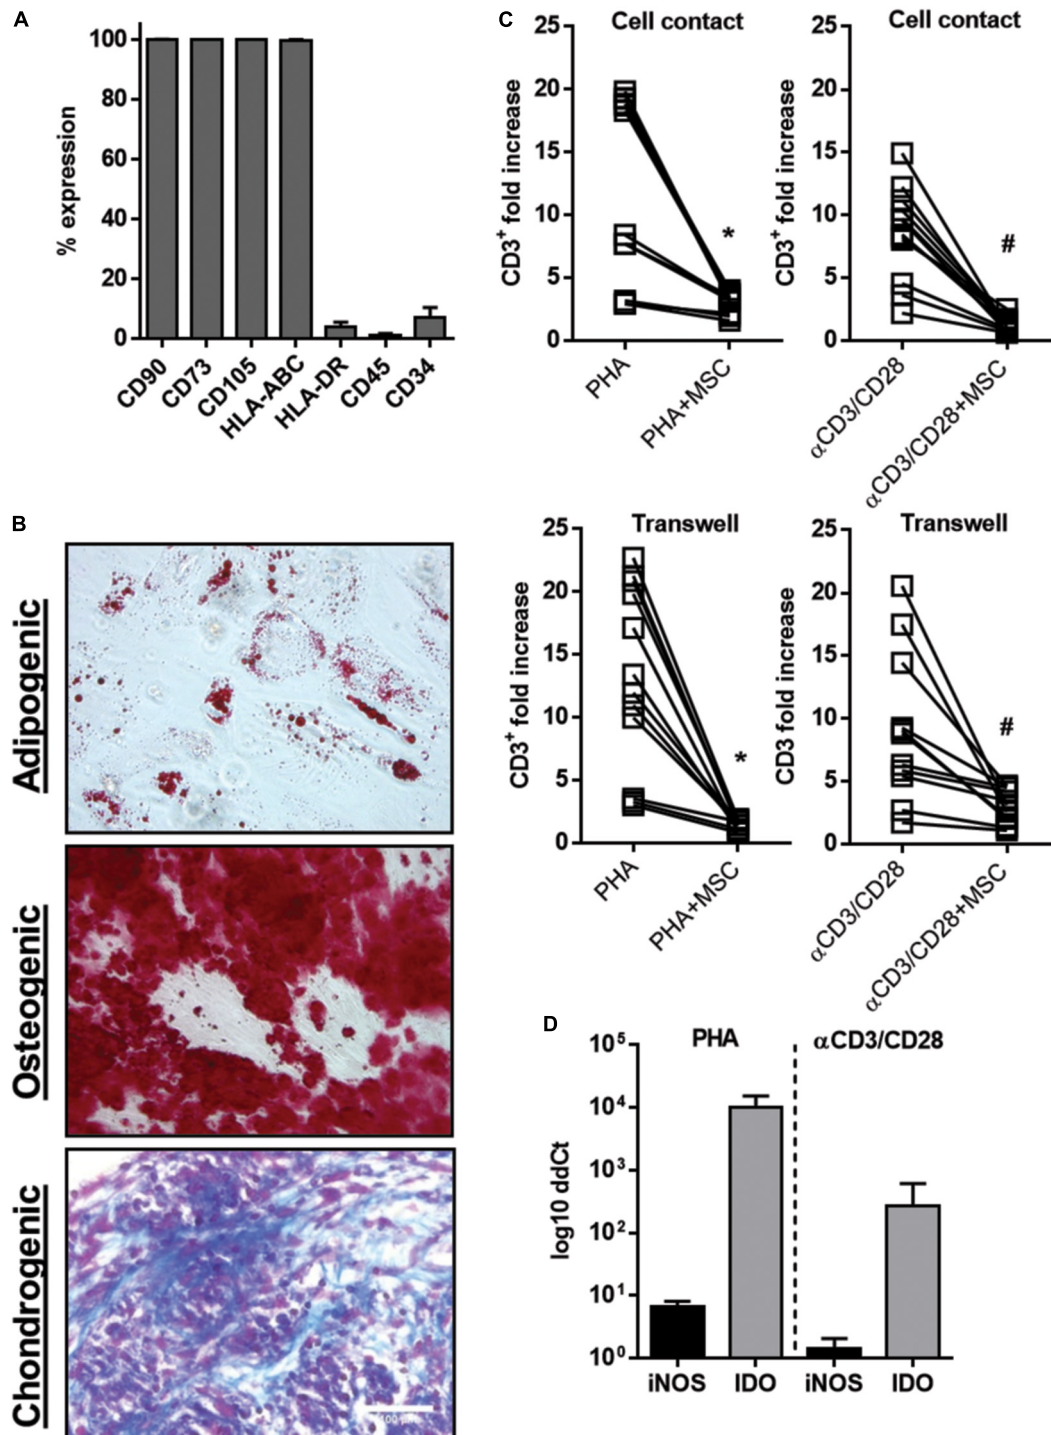 A
% expression
100
80
60
40
20
0
CD90
CD73
CD105
HLA-ABC
HLA-DR
CD45
CD34
B
Adipogenic
Osteogenic
Chondrogenic
C
Cell contact
CD3+ fold increase
25
20
15
10
5
0
*
PHA
PHA+MSC
Cell contact
CD3+ fold increase
25
20
15
10
5
0
#
αCD3/CD28
αCD3/CD28+MSC
Transwell
CD3+ fold increase
25
20
15
10
5
0
*
PHA
PHA+MSC
Transwell
CD3 fold increase
25
20
15
10
5
0
#
αCD3/CD28
αCD3/CD28+MSC
D
PHA
αCD3/CD28
log10 ddCt
10⁵
10⁴
10³
10²
10¹
10⁰
iNOS
IDO
iNOS
IDO